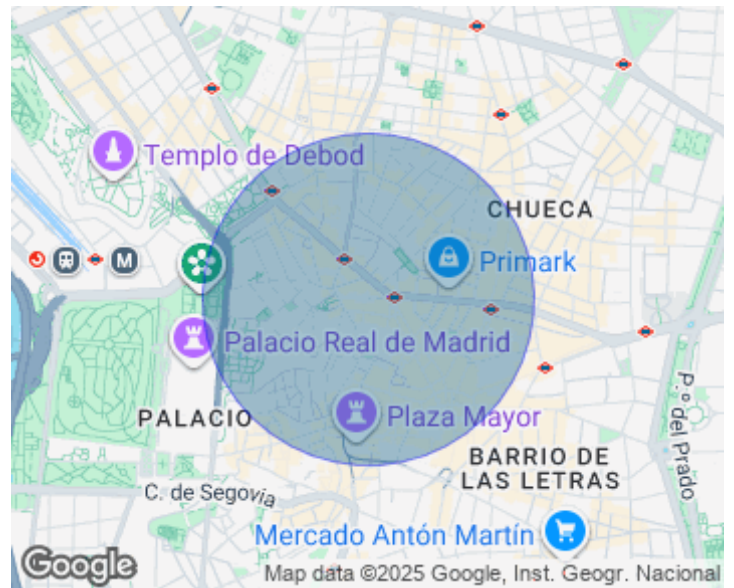 Templo de Debod
CHUECA
Primark
M
Palacio Real de Madrid
PALACIO
Plaza Mayor
P.º del Prado
BARRIO DE
LAS LETRAS
C. de Segovia
Mercado Antón Martín
Google
Map data ©2025 Google, Inst. Geogr. Nacional